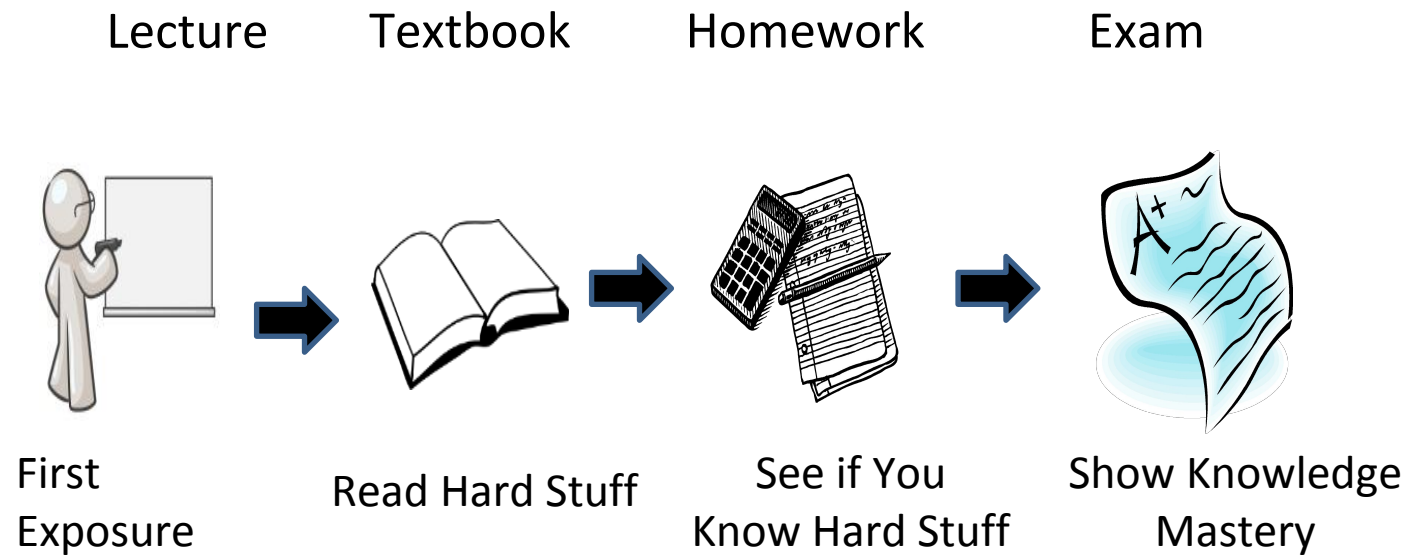 Lecture Textbook Homework Exam
A+
First
Exposure
Read Hard Stuff
See if You
Know Hard Stuff
Show Knowledge
Mastery